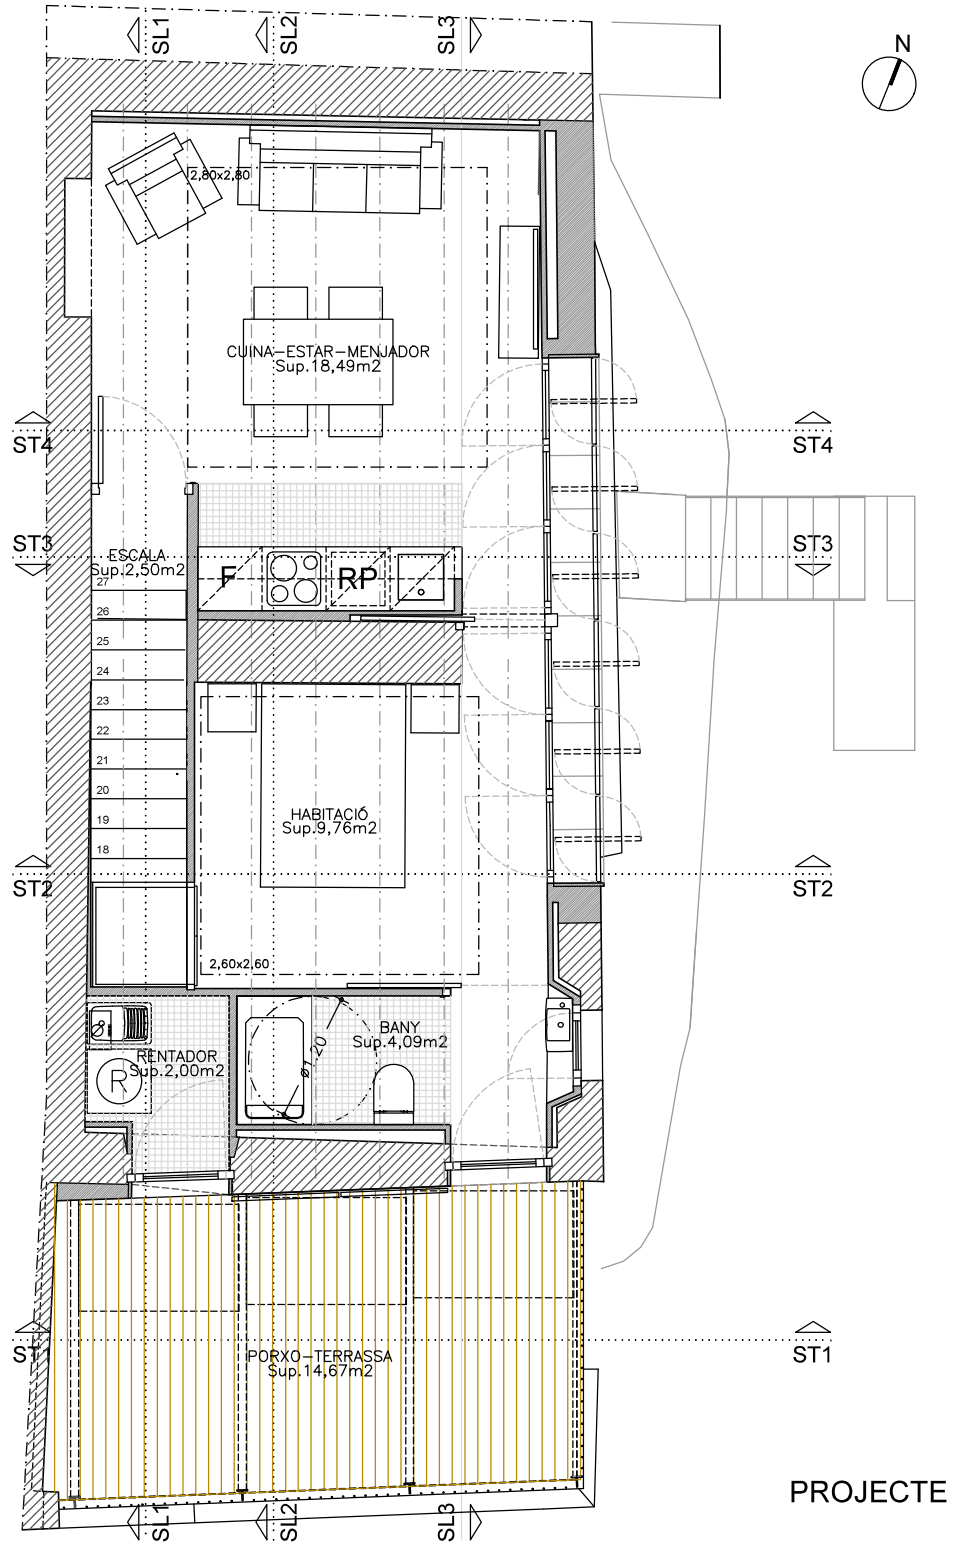 SL1
SL2
SL3
N
2,80x2,80
CUINA-ESTAR-MENJADOR
Sup.18,49m2
ST4
ST4
ST3
ST3
ESCALA
Sup.2,50m2
F
RP
27
26
25
24
23
22
21
20
19
18
HABITACIÓ
Sup.9,76m2
ST2
ST2
2,60x2,60
BANY
Sup.4,09m2
ø1,20
RENTADOR
Sup.2,00m2
R
ST1
ST1
PORXO-TERRASSA
Sup.14,67m2
PROJECTE
SL1
SL2
SL3